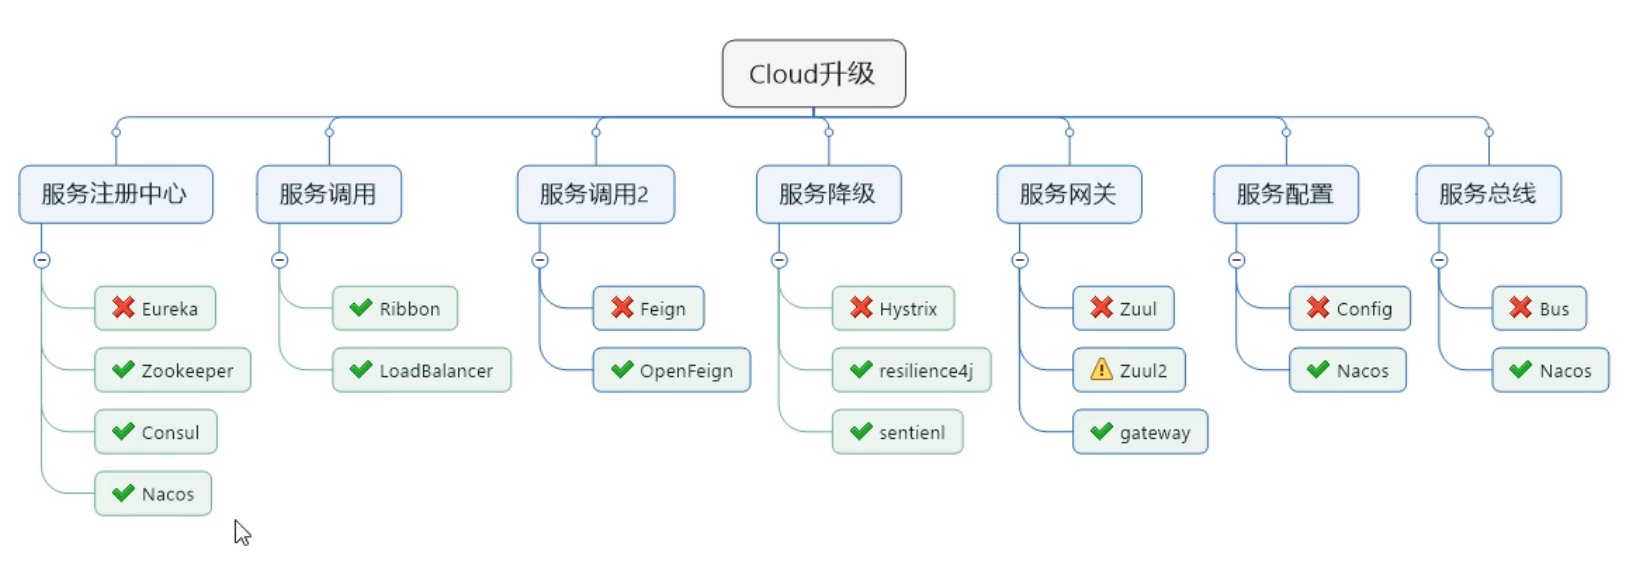 Cloud升级
服务注册中心
服务调用
服务调用2
服务降级
服务网关
服务配置
服务总线
Eureka
Zookeeper
Consul
Nacos
Ribbon
LoadBalancer
Feign
OpenFeign
Hystrix
resilience4j
sentienl
Zuul
Zuul2
gateway
Config
Nacos
Bus
Nacos